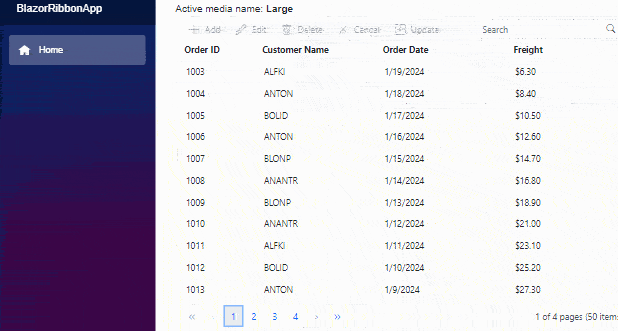 BlazorRibbonApp
Home
Active media name: Large
Add Edit Delete Cancel Update Search
Order ID Customer Name Order Date Freight
1003 ALFKI 1/19/2024 $6.30
1004 ANTON 1/18/2024 $8.40
1005 BOLID 1/17/2024 $10.50
1006 ANTON 1/16/2024 $12.60
1007 BLONP 1/15/2024 $14.70
1008 ANANTR 1/14/2024 $16.80
1009 BLONP 1/13/2024 $18.90
1010 ANANTR 1/12/2024 $21.00
1011 ALFKI 1/11/2024 $23.10
1012 BOLID 1/10/2024 $25.20
1013 ANTON 1/9/2024 $27.30
« ‹ 1 2 3 4 › » 1 of 4 pages (50 items